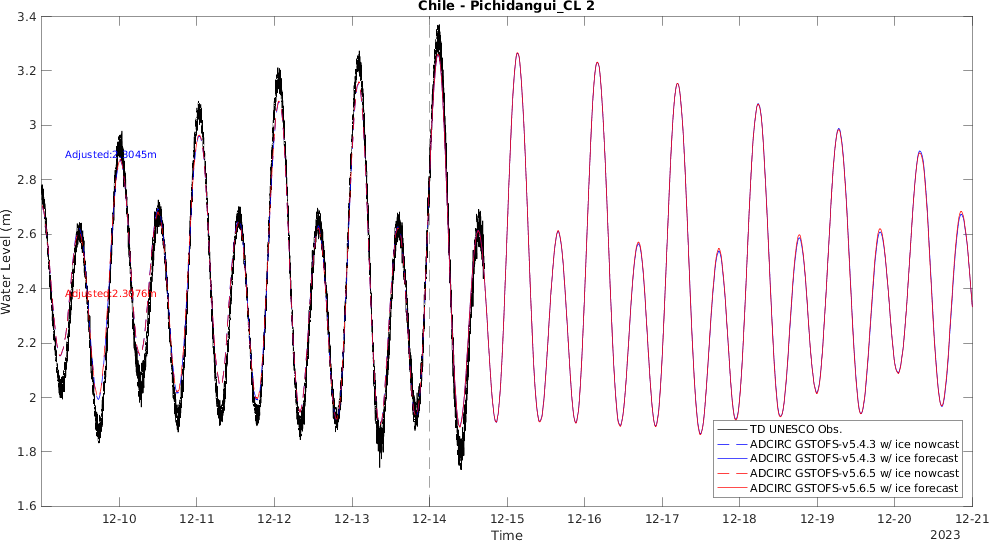 Chile - Pichidangui_CL 2
3.4
3.2
3
2.8
2.6
2.4
2.2
2
1.8
1.6
Water Level (m)
Adjusted:2.3045m
Adjusted:2.3076m
TD UNESCO Obs.
ADCIRC GSTOFS-v5.4.3 w/ ice nowcast
ADCIRC GSTOFS-v5.4.3 w/ ice forecast
ADCIRC GSTOFS-v5.6.5 w/ ice nowcast
ADCIRC GSTOFS-v5.6.5 w/ ice forecast
12-10 12-11 12-12 12-13 12-14 12-15 12-16 12-17 12-18 12-19 12-20 12-21
Time
2023